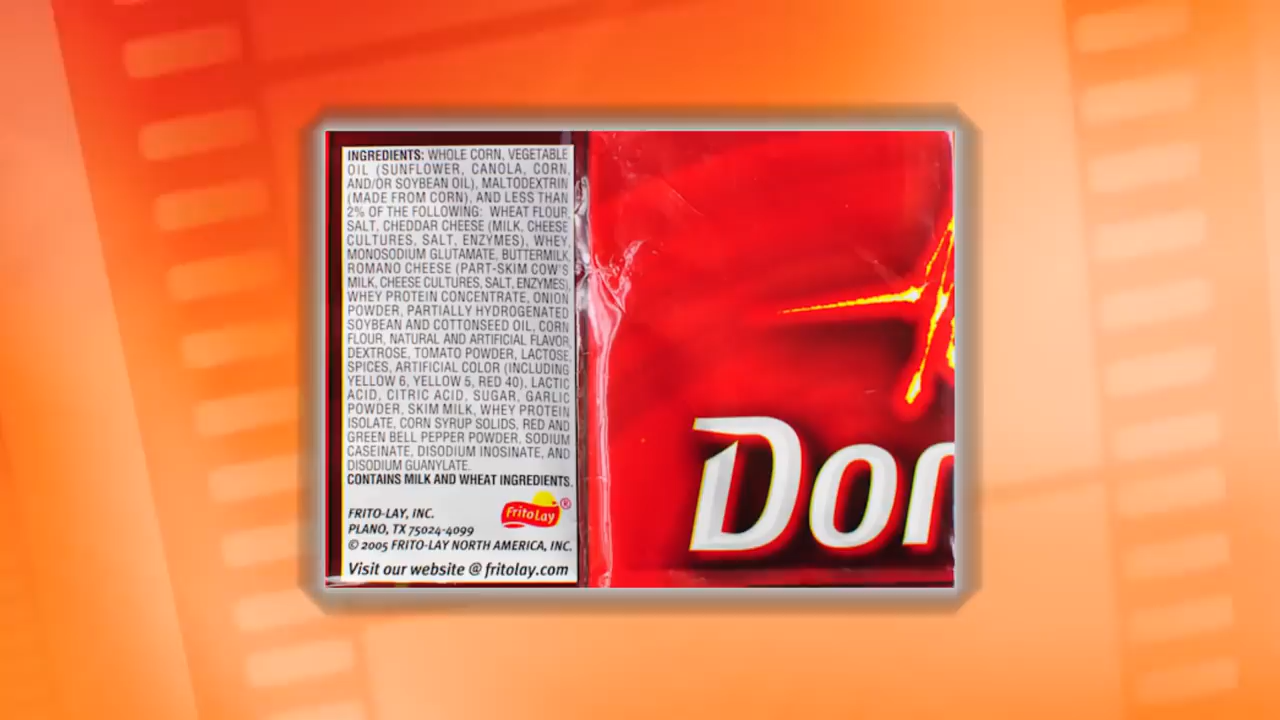 INGREDIENTS: WHOLE CORN, VEGETABLE
OIL (SUNFLOWER, CANOLA, CORN,
AND/OR SOYBEAN OIL), MALTODEXTRIN
(MADE FROM CORN), AND LESS THAN
2% OF THE FOLLOWING: WHEAT FLOUR,
SALT, CHEDDAR CHEESE (MILK, CHEESE
CULTURES, SALT, ENZYMES), WHEY,
MONOSODIUM GLUTAMATE, BUTTERMILK,
ROMANO CHEESE (PART-SKIM COW'S
MILK, CHEESE CULTURES, SALT, ENZYMES),
WHEY PROTEIN CONCENTRATE, ONION
POWDER, PARTIALLY HYDROGENATED
SOYBEAN AND COTTONSEED OIL, CORN
FLOUR, NATURAL AND ARTIFICIAL FLAVOR,
DEXTROSE, TOMATO POWDER, LACTOSE,
SPICES, ARTIFICIAL COLOR (INCLUDING
YELLOW 6, YELLOW 5, RED 40), LACTIC
ACID, CITRIC ACID, SUGAR, GARLIC
POWDER, SKIM MILK, WHEY PROTEIN
ISOLATE, CORN SYRUP SOLIDS, RED AND
GREEN BELL PEPPER POWDER, SODIUM
CASEINATE, DISODIUM INOSINATE, AND
DISODIUM GUANYLATE.
CONTAINS MILK AND WHEAT INGREDIENTS.
Frito Lay ®
FRITO-LAY, INC.
PLANO, TX 75024-4099
© 2005 FRITO-LAY NORTH AMERICA, INC.
Visit our website @ fritolay.com
Dor